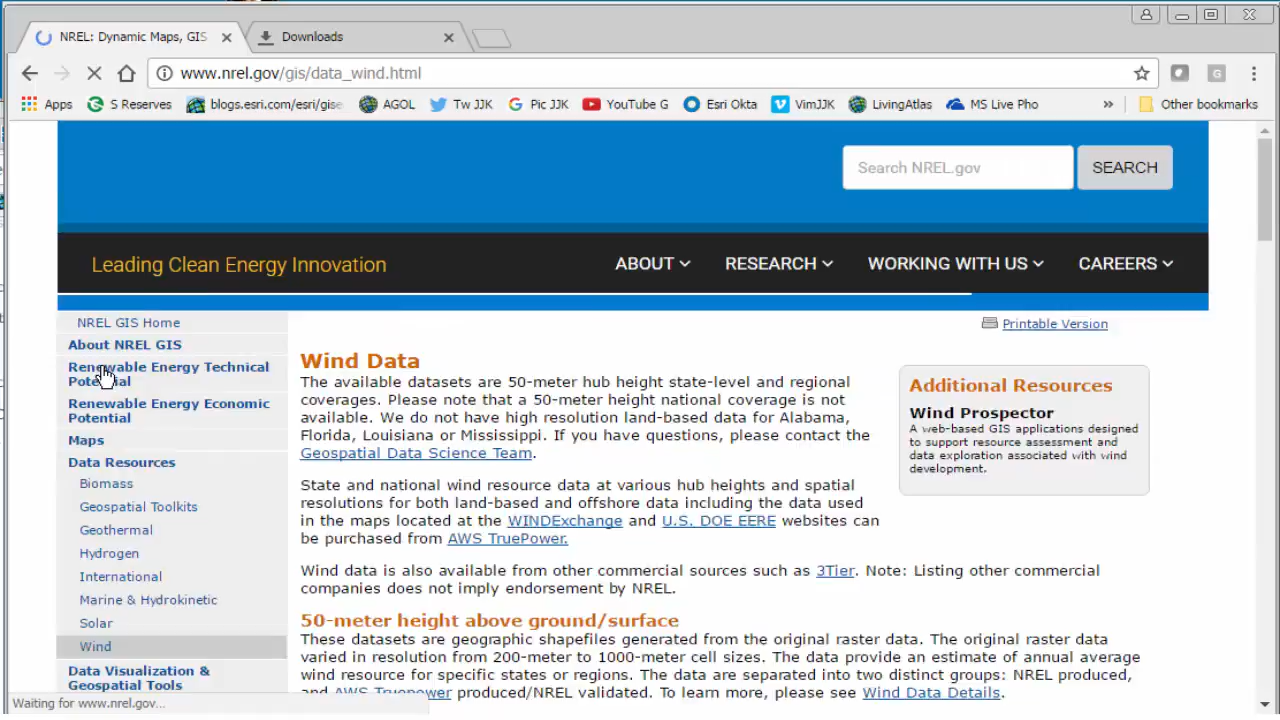 NREL: Dynamic Maps, GIS
Downloads
www.nrel.gov/gis/data_wind.html
Apps
S Reserves
blogs.esri.com/esri/gise
AGOL
Tw JJK
Pic JJK
YouTube G
Esri Okta
VimJJK
LivingAtlas
MS Live Pho
»
Other bookmarks
Search NREL.gov
SEARCH
Leading Clean Energy Innovation
ABOUT
RESEARCH
WORKING WITH US
CAREERS
NREL GIS Home
About NREL GIS
Renewable Energy Technical
Potential
Renewable Energy Economic
Potential
Maps
Data Resources
Biomass
Geospatial Toolkits
Geothermal
Hydrogen
International
Marine & Hydrokinetic
Solar
Wind
Data Visualization &
Geospatial Tools
Printable Version
Wind Data
The available datasets are 50-meter hub height state-level and regional
coverages. Please note that a 50-meter height national coverage is not
available. We do not have high resolution land-based data for Alabama,
Florida, Louisiana or Mississippi. If you have questions, please contact the
Geospatial Data Science Team.
State and national wind resource data at various hub heights and spatial
resolutions for both land-based and offshore data including the data used
in the maps located at the WINDExchange and U.S. DOE EERE websites can
be purchased from AWS TruePower.
Wind data is also available from other commercial sources such as 3Tier. Note: Listing other commercial
companies does not imply endorsement by NREL.
50-meter height above ground/surface
These datasets are geographic shapefiles generated from the original raster data. The original raster data
varied in resolution from 200-meter to 1000-meter cell sizes. The data provide an estimate of annual average
wind resource for specific states or regions. The data are separated into two distinct groups: NREL produced,
and AWS Truepower produced/NREL validated. To learn more, please see Wind Data Details.
Additional Resources
Wind Prospector
A web-based GIS applications designed
to support resource assessment and
data exploration associated with wind
development.
Waiting for www.nrel.gov...